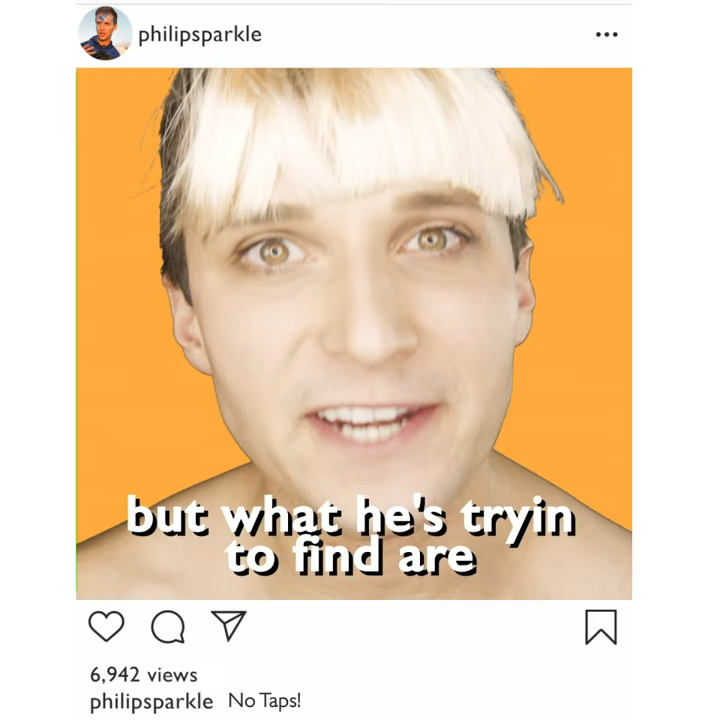 philipsparkle
but what he's tryin
to find are
6,942 views
philipsparkle No Taps!